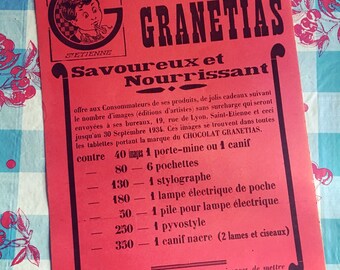 G
GRANETIAS
ST ETIENNE
Savoureux et
Nourrissant
offre aux Consommateurs de ses produits, de jolis cadeaux suivant
le nombre d'images (éditions d'artistes) sans surcharge qui seront
envoyées à ses bureaux, 19, rue de Lyon, Saint-Etienne et ceci
jusqu'au 30 Septembre 1934. Ces images se trouvent dans toutes
les tablettes portant la marque du CHOCOLAT GRANETIAS.
contre 40 images 1 porte-mine ou 1 canif
— 80 — 6 pochettes
— 130 — 1 stylographe
— 180 — 1 lampe électrique de poche
— 50 — 1 pile pour lampe électrique
— 250 — 1 pyvostyle
— 350 — 1 canif nacre (2 lames et ciseaux)
de mettre